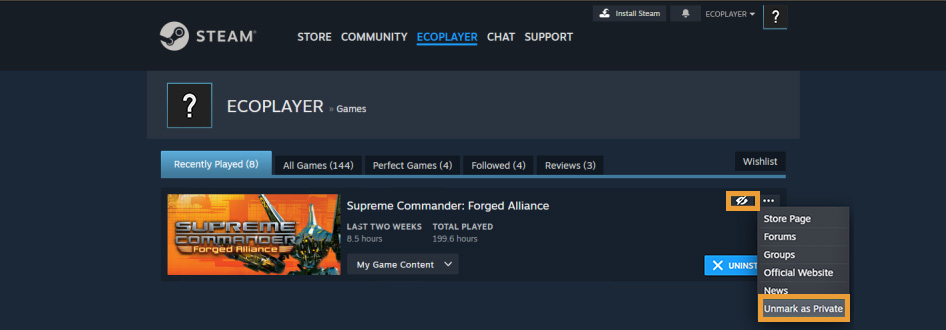 Install Steam
ECOPLAYER
?
STEAM®
STORE COMMUNITY ECOPLAYER CHAT SUPPORT
?
ECOPLAYER » Games
Recently Played (8) All Games (144) Perfect Games (4) Followed (4) Reviews (3) Wishlist
SUPREME
COMMANDER
Forged Alliance
Supreme Commander: Forged Alliance
LAST TWO WEEKS TOTAL PLAYED
8.5 hours 199.6 hours
My Game Content
UNINST
Store Page
Forums
Groups
Official Website
News
Unmark as Private